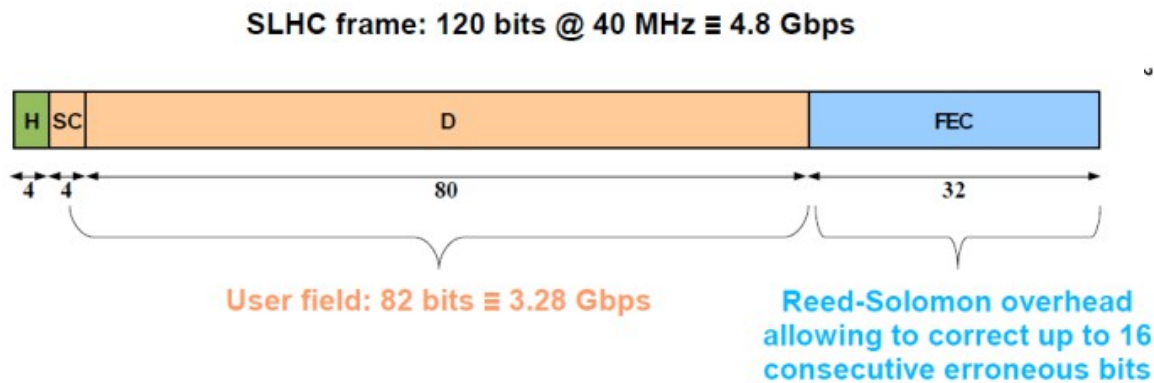 SLHC frame: 120 bits @ 40 MHz ≡ 4.8 Gbps
H SC D FEC
4 4 80 32
User field: 82 bits ≡ 3.28 Gbps
Reed-Solomon overhead
allowing to correct up to 16
consecutive erroneous bits